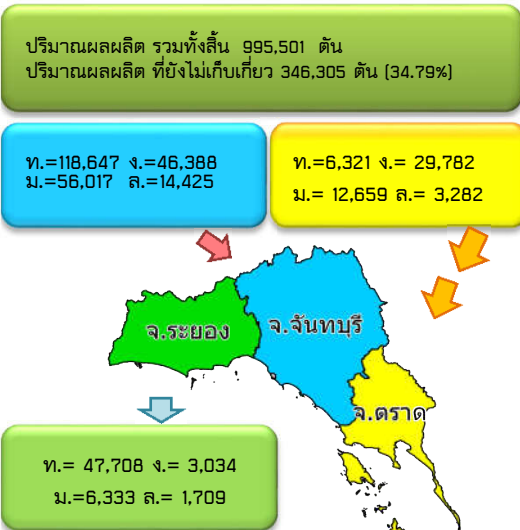 ปริมาณผลผลิต รวมทั้งสิ้น 995,501 ตัน
ปริมาณผลผลิต ที่ยังไม่เก็บเกี่ยว 346,305 ตัน (34.79%)
ท.=118,647 ง.=46,388
ม.=56,017 ล.=14,425
ท.=6,321 ง.= 29,782
ม.= 12,659 ล.= 3,282
จ.ระยอง
จ.จันทบุรี
จ.ตราด
ท.= 47,708 ง.= 3,034
ม.=6,333 ล.= 1,709